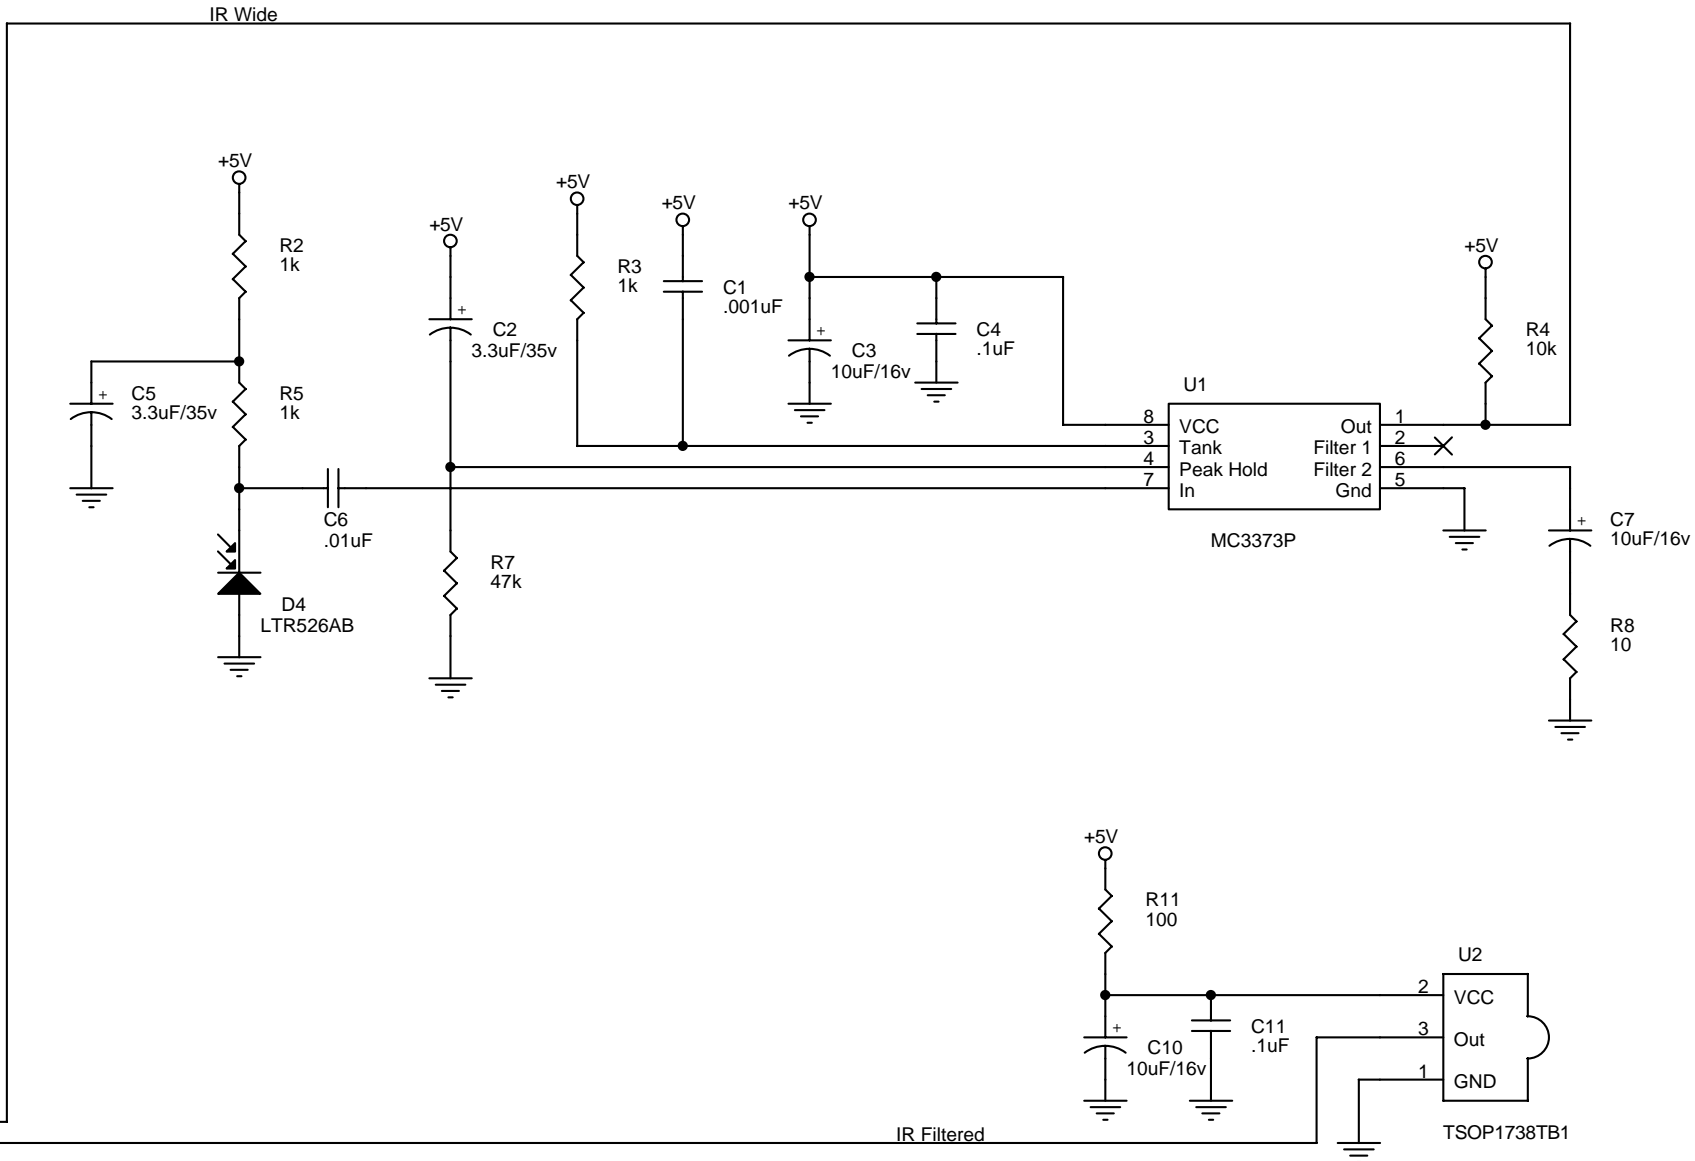 IR Wide
+5V
R2
1k
C5
3.3uF/35v
+
R5
1k
C6
.01uF
D4
LTR526AB
+5V
+
C2
3.3uF/35v
R7
47k
+5V
R3
1k
+5V
C1
.001uF
+5V
+
C3
10uF/16v
C4
.1uF
+5V
R4
10k
U1
8 VCC
3 Tank
4 Peak Hold
7 In
Out 1
Filter 1 2
Filter 2 6
Gnd 5
MC3373P
+
C7
10uF/16v
R8
10
+5V
R11
100
+
C10
10uF/16v
C11
.1uF
U2
2 VCC
3 Out
1 GND
TSOP1738TB1
IR Filtered